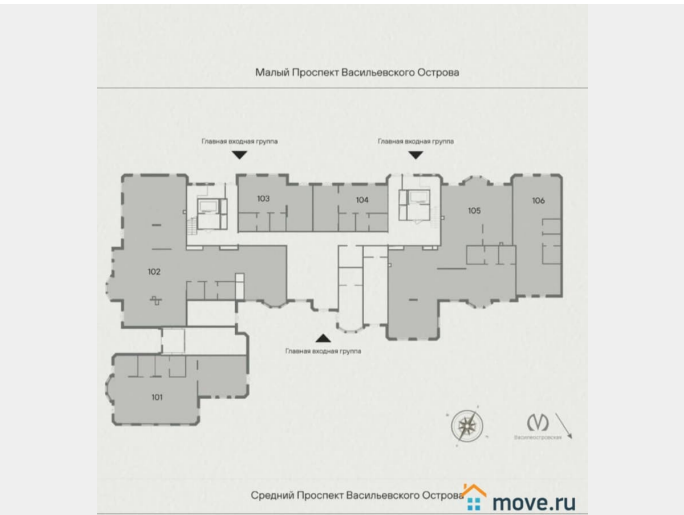 Малый Проспект Васильевского Острова
Главная входная группа
Главная входная группа
103
104
105
106
102
Главная входная группа
101
Василеостровская
Средний Проспект Васильевского Острова
move.ru